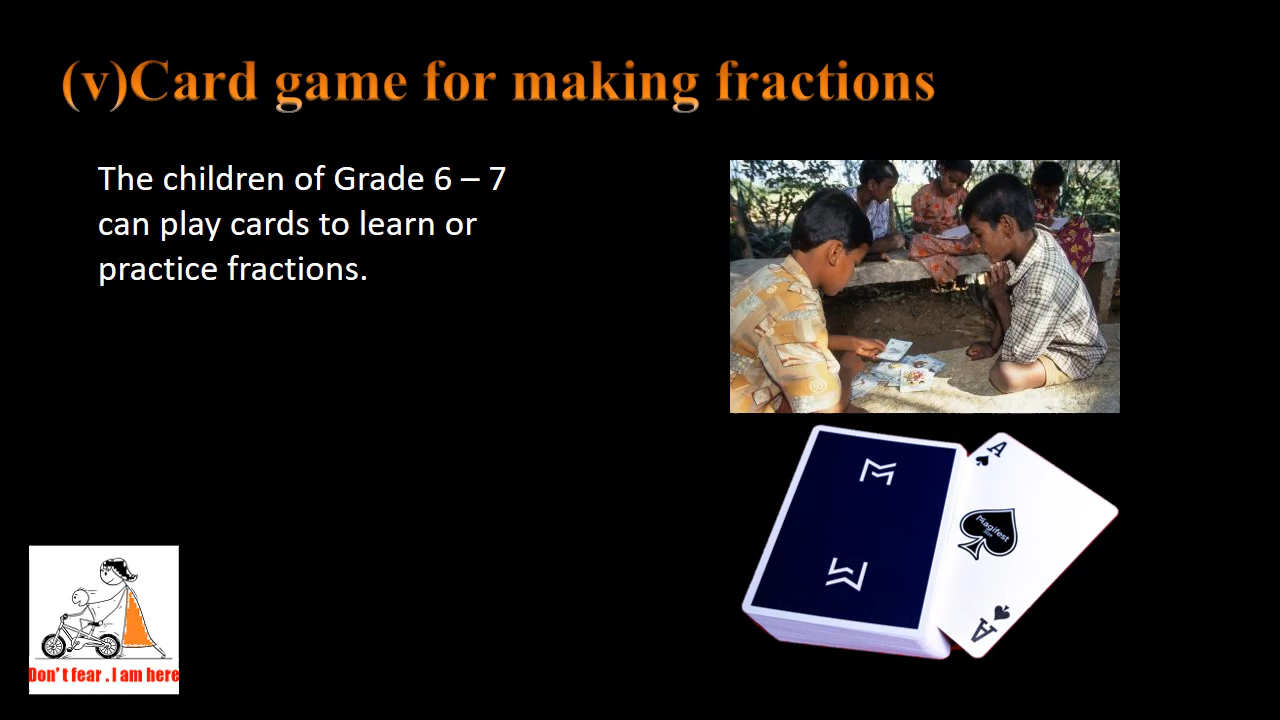 (v)Card game for making fractions
The children of Grade 6 – 7
can play cards to learn or
practice fractions.
A
Magifest
A
Don't fear . I am here